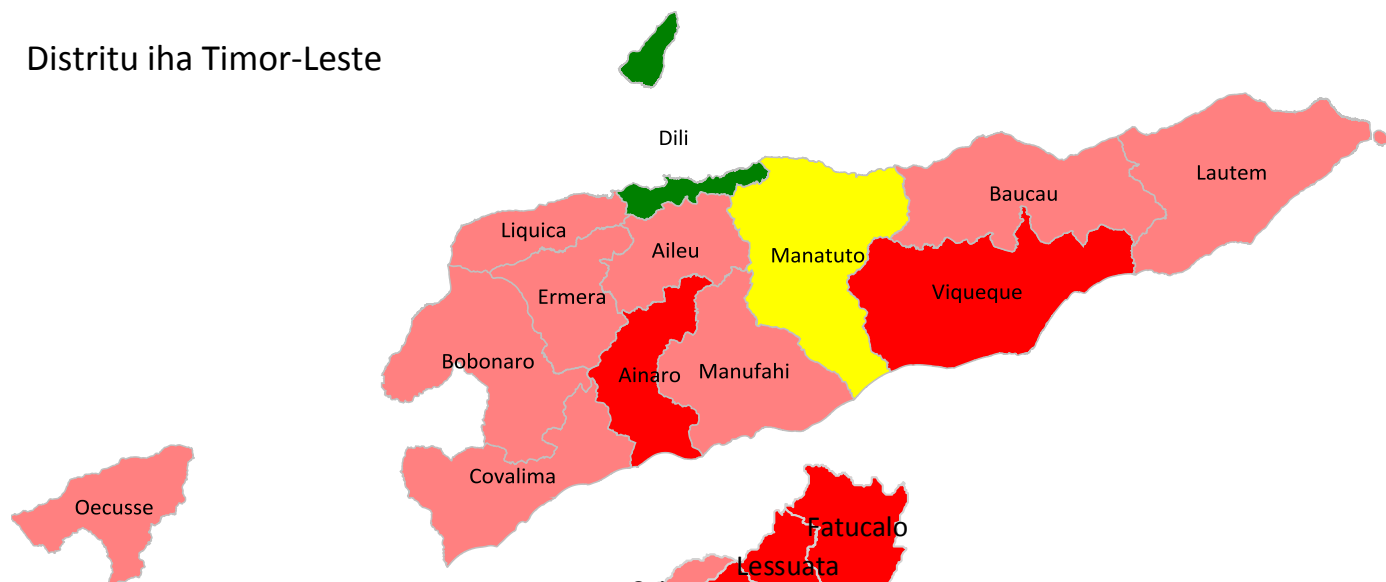 Distritu iha Timor-Leste
Dili
Lautem
Baucau
Liquica
Aileu
Manatuto
Viqueque
Ermera
Bobonaro
Ainaro
Manufahi
Covalima
Oecusse
Fatucalo
Lessuata